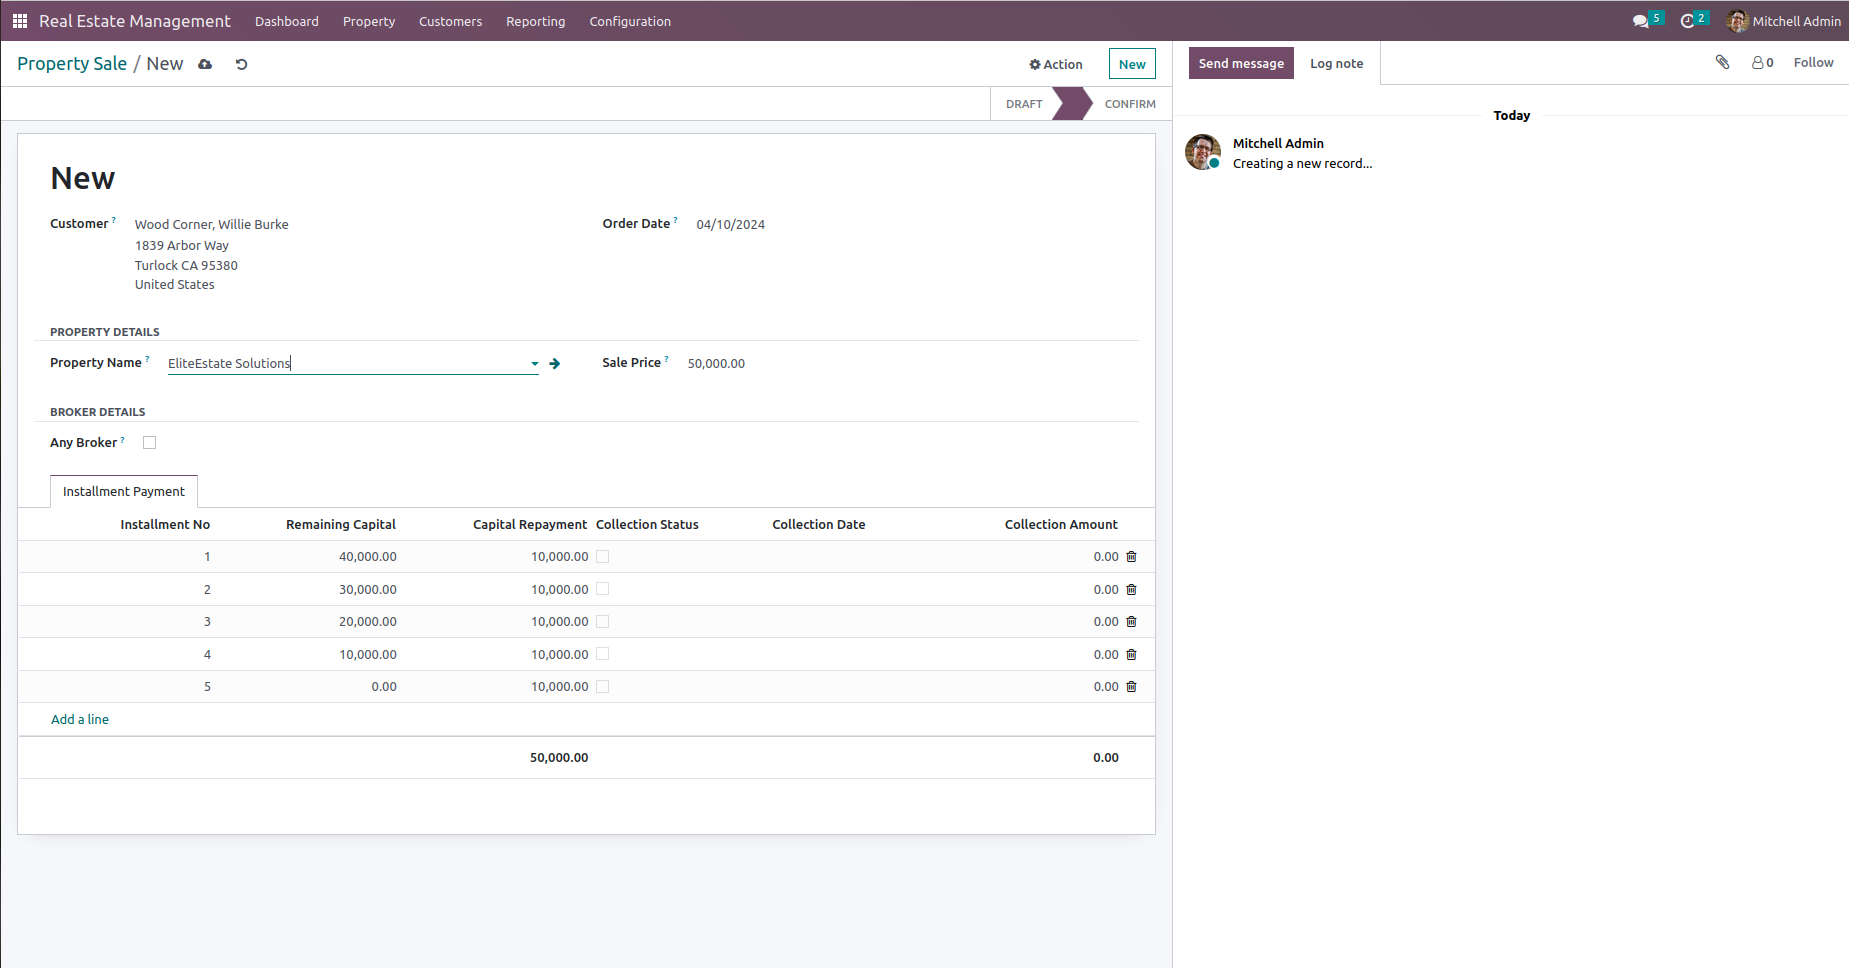 Real Estate Management Dashboard Property Customers Reporting Configuration 5 2 Mitchell Admin
Property Sale / New Action New
DRAFT CONFIRM
New
Customer ? Wood Corner, Willie Burke Order Date ? 04/10/2024
1839 Arbor Way
Turlock CA 95380
United States
PROPERTY DETAILS
Property Name ? EliteEstate Solutions Sale Price ? 50,000.00
BROKER DETAILS
Any Broker ?
Installment Payment
Installment No Remaining Capital Capital Repayment Collection Status Collection Date Collection Amount
1 40,000.00 10,000.00 0.00
2 30,000.00 10,000.00 0.00
3 20,000.00 10,000.00 0.00
4 10,000.00 10,000.00 0.00
5 0.00 10,000.00 0.00
Add a line
50,000.00 0.00
Send message Log note 0 Follow
Today
Mitchell Admin
Creating a new record...